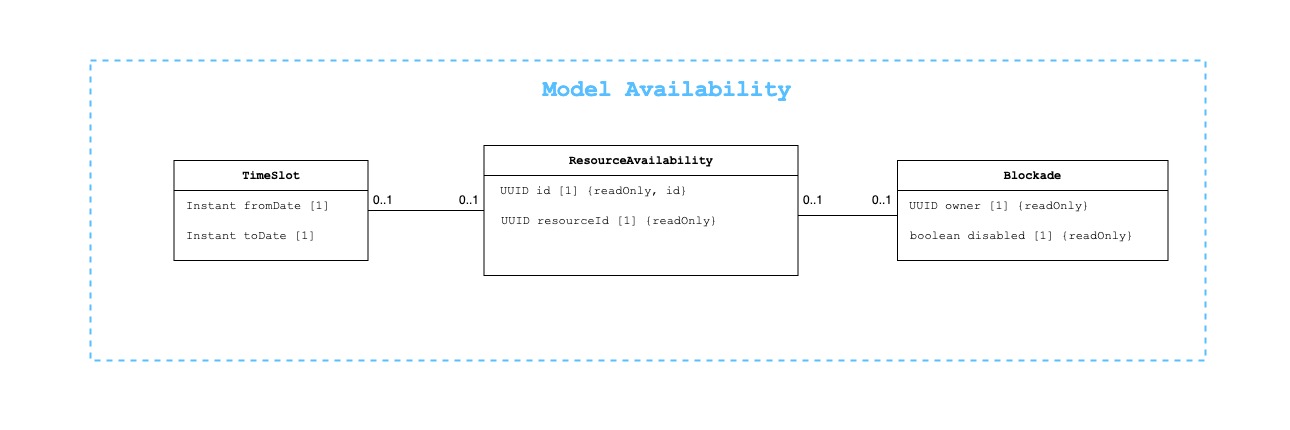 Model Availability
TimeSlot
Instant fromDate [1]
Instant toDate [1]
0..1
0..1
ResourceAvailability
UUID id [1] {readOnly, id}
UUID resourceId [1] {readOnly}
0..1
0..1
Blockade
UUID owner [1] {readOnly}
boolean disabled [1] {readOnly}